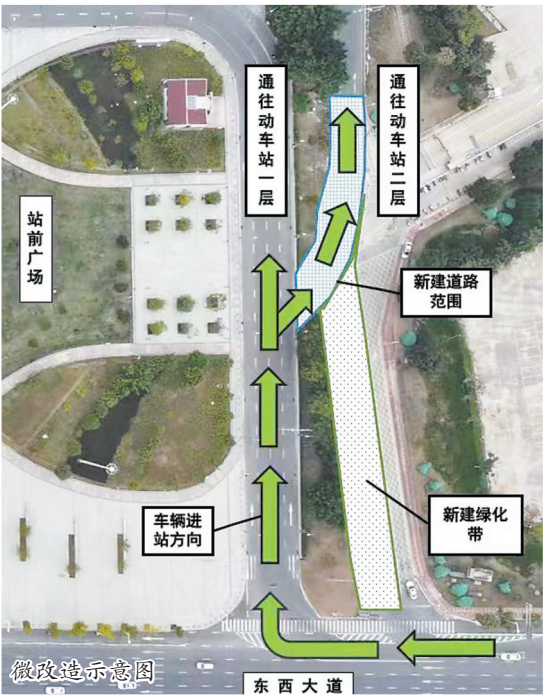 通往动车站一层
通往动车站二层
站前广场
新建道路
范围
车辆进
站方向
新建绿化
带
微改造示意图
东西大道